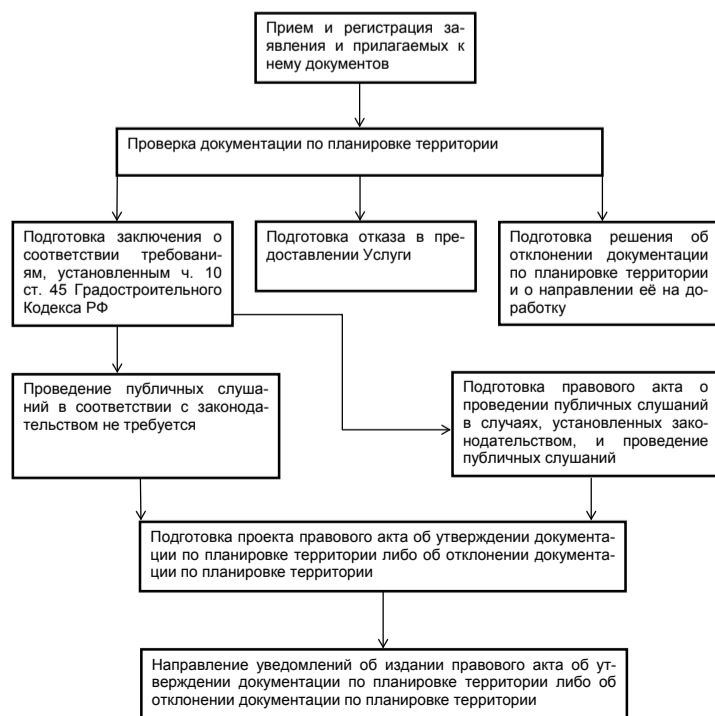 Прием и регистрация за-
явления и прилагаемых к
нему документов
Проверка документации по планировке территории
Подготовка заключения о
соответствии требовани-
ям, установленным ч. 10
ст. 45 Градостроительного
Кодекса РФ
Подготовка отказа в пре-
доставлении Услуги
Подготовка решения об
отклонении документации
по планировке территории
и о направлении её на до-
работку
Проведение публичных слуша-
ний в соответствии с законода-
тельством не требуется
Подготовка правового акта о
проведении публичных слушаний
в случаях, установленных зако-
нодательством, и проведение
публичных слушаний
Подготовка проекта правового акта об утверждении документа-
ции по планировке территории либо об отклонении документа-
ции по планировке территории
Направление уведомлений об издании правового акта об ут-
верждении документации по планировке территории либо об
отклонении документации по планировке территории